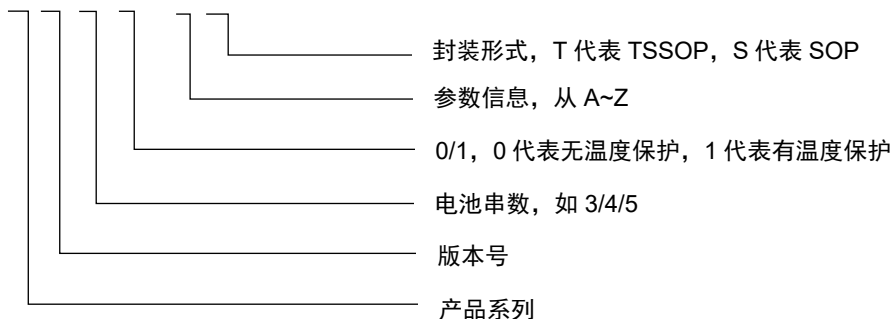 封装形式，T 代表 TSSOP，S 代表 SOP
参数信息，从 A~Z
0/1，0 代表无温度保护，1 代表有温度保护
电池串数，如 3/4/5
版本号
产品系列